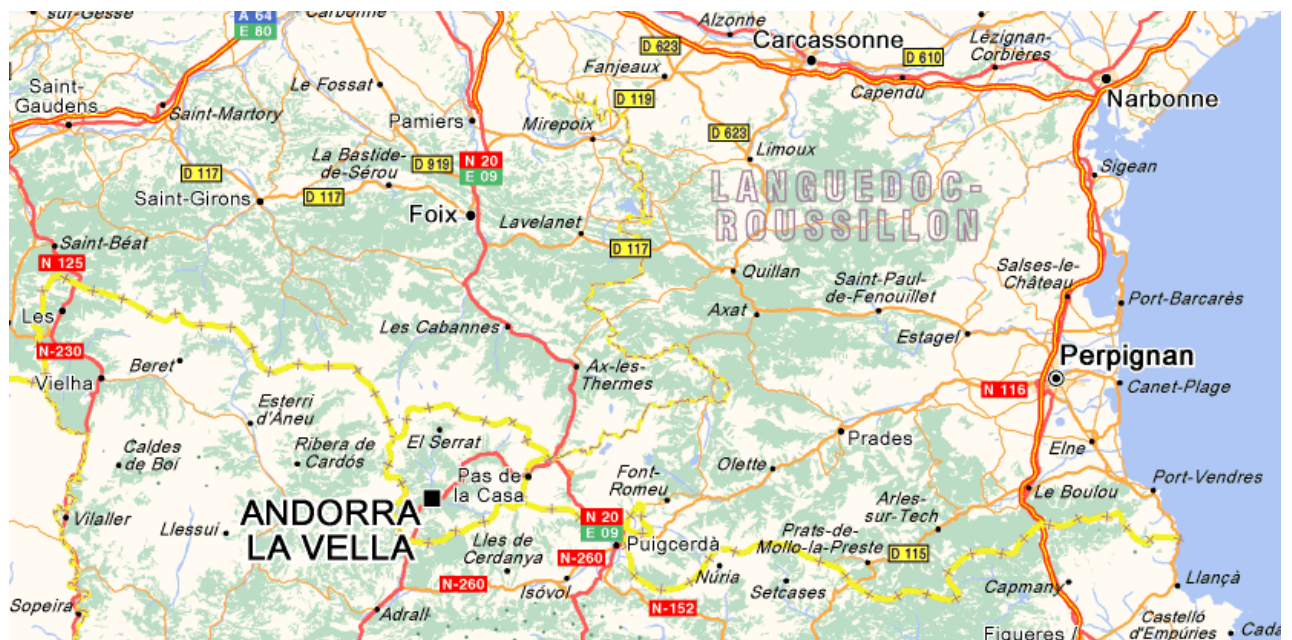 sur-Gesse
A 64
E 80
Carbonne
Alzonne
D 623
Carcassonne
D 610
Lézignan-
Corbières
Saint-
Gaudens
Le Fossat
Fanjeaux
Capendu
Narbonne
Saint-Martory
D 119
Pamiers
Mirepoix
D 623
La Bastide-
de-Sérou
D 919
N 20
E 09
Limoux
Sigean
D 117
Saint-Girons
D 117
LANGUEDOC-
ROUSSILLON
Foix
Lavelanet
D 117
Saint-Béat
N 125
Quillan
Saint-Paul-
de-Fenouillet
Salses-le-
Château
Port-Barcarès
Les
Les Cabannes
Axat
Estagel
N-230
Beret
Vielha
Ax-les-
Thermes
Perpignan
N 116
Canet-Plage
Esterri
d'Àneu
El Serrat
Ribera de
Cardós
Caldes
de Boí
Prades
Elne
Pas de
la Casa
Olette
Font-
Romeu
Port-Vendres
Le Boulou
ANDORRA
LA VELLA
Arles-
sur-Tech
Vilaller
Llessui
N 20
E 09
Prats-de-
Mollo-la-Preste
D 115
Lles de
Cerdanya
Puigcerdà
N-260
N-260
Isòvol
Núria
Setcases
Capmany
Llançà
Sopeira
Adrall
N-152
Castelló
d'Empúries
Figueres
Cada